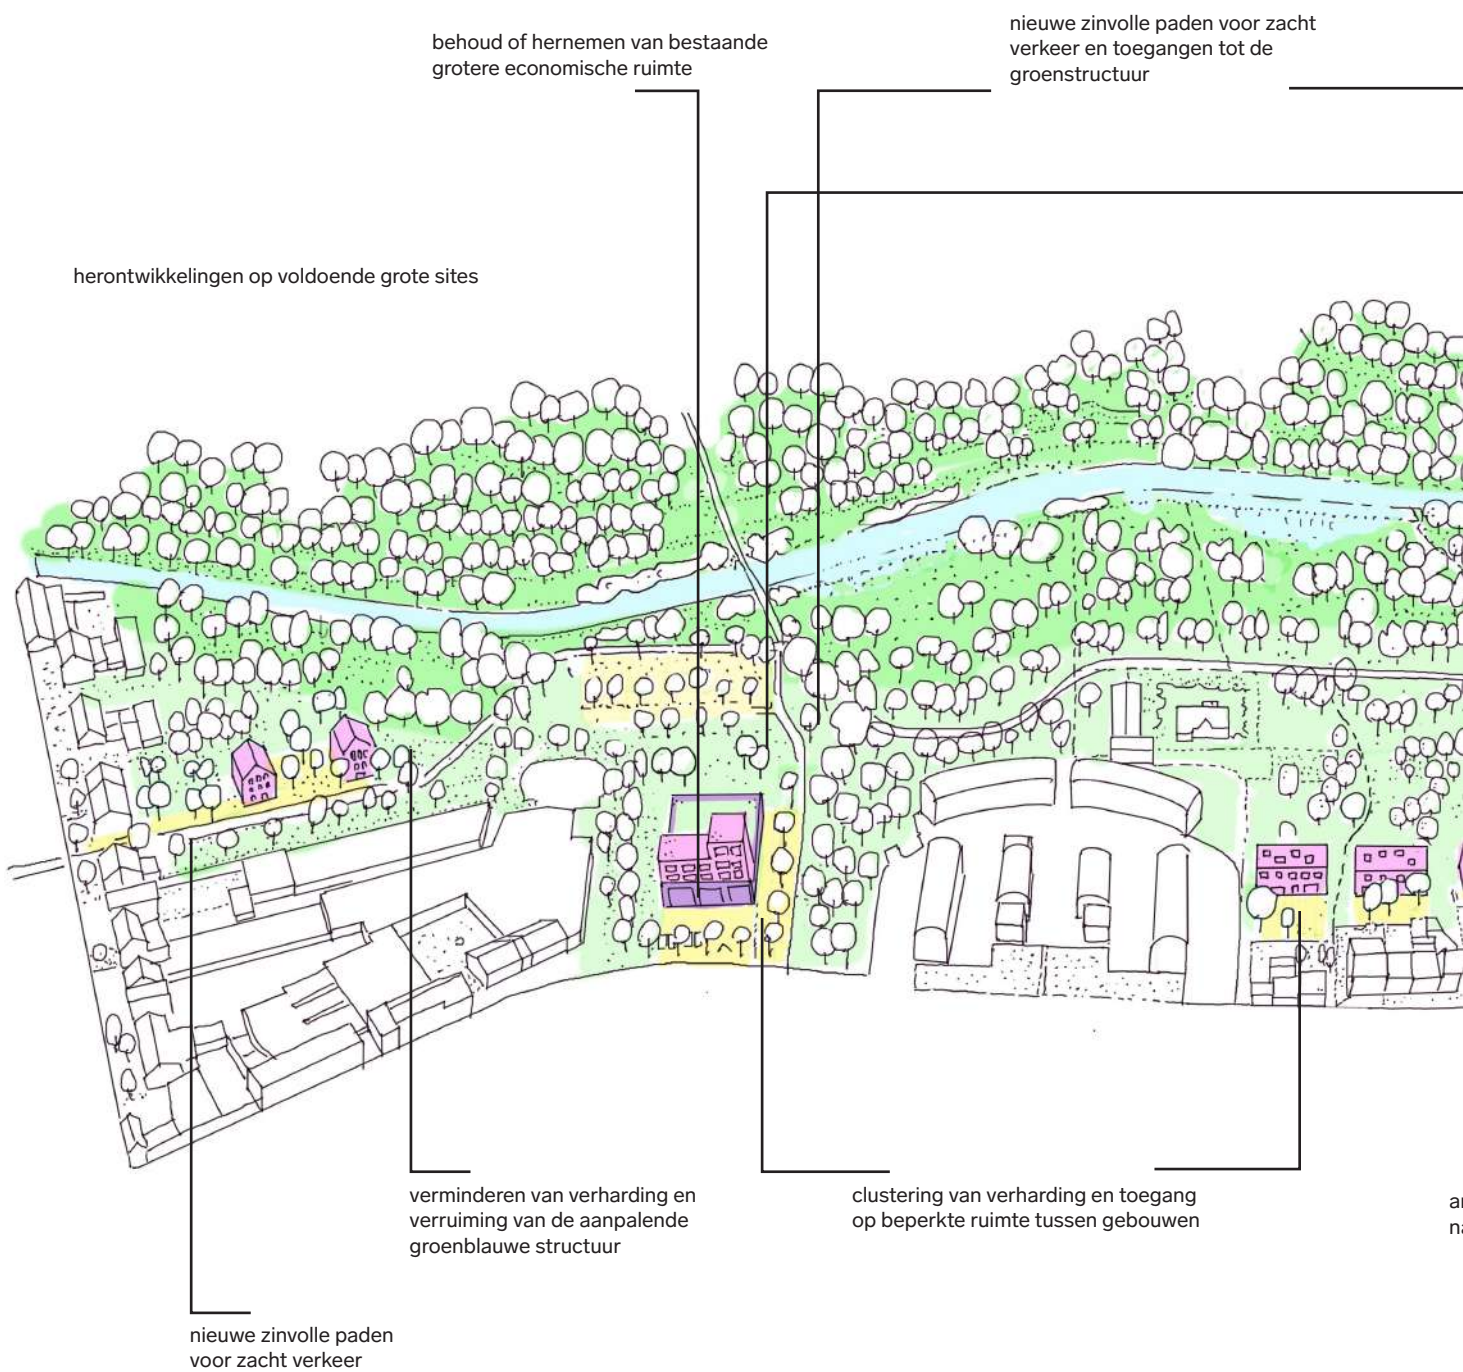 nieuwe zinvolle paden voor zacht
verkeer en toegangen tot de
groenstructuur
behoud of hernemen van bestaande
grotere economische ruimte
herontwikkelingen op voldoende grote sites
verminderen van verharding en
verruiming van de aanpalende
groenblauwe structuur
clustering van verharding en toegang
op beperkte ruimte tussen gebouwen
nieuwe zinvolle paden
voor zacht verkeer